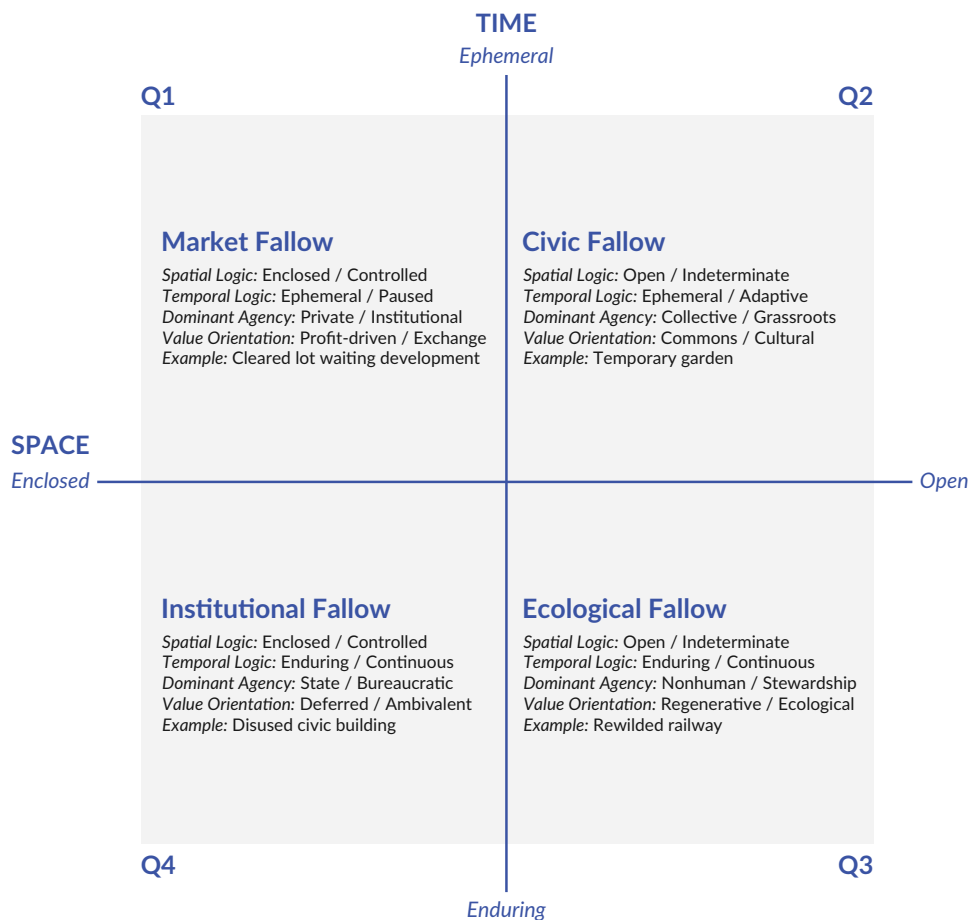 TIME
Ephemeral
Q1
Q2
Market Fallow
Spatial Logic: Enclosed / Controlled
Temporal Logic: Ephemeral / Paused
Dominant Agency: Private / Institutional
Value Orientation: Profit-driven / Exchange
Example: Cleared lot waiting development
Civic Fallow
Spatial Logic: Open / Indeterminate
Temporal Logic: Ephemeral / Adaptive
Dominant Agency: Collective / Grassroots
Value Orientation: Commons / Cultural
Example: Temporary garden
SPACE
Enclosed
Open
Institutional Fallow
Spatial Logic: Enclosed / Controlled
Temporal Logic: Enduring / Continuous
Dominant Agency: State / Bureaucratic
Value Orientation: Deferred / Ambivalent
Example: Disused civic building
Ecological Fallow
Spatial Logic: Open / Indeterminate
Temporal Logic: Enduring / Continuous
Dominant Agency: Nonhuman / Stewardship
Value Orientation: Regenerative / Ecological
Example: Rewilded railway
Q4
Q3
Enduring